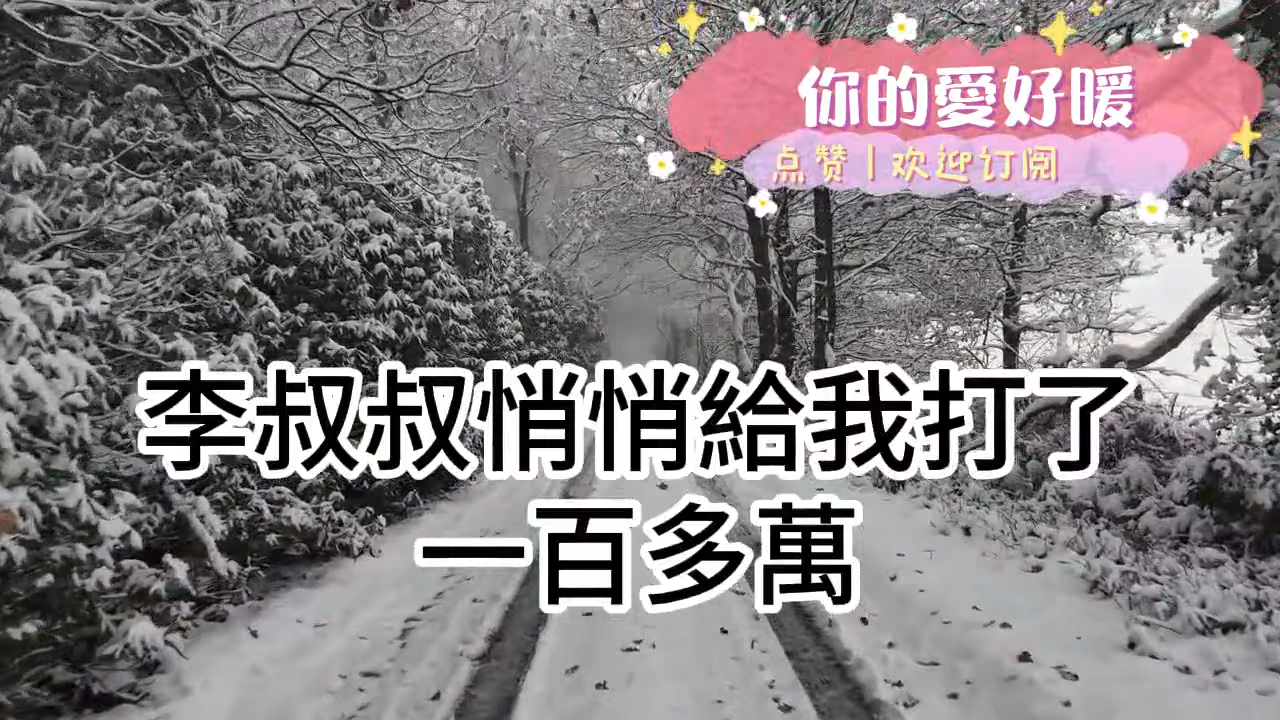 你的愛好暖
点赞|欢迎订阅
李叔叔悄悄給我打了
一百多萬